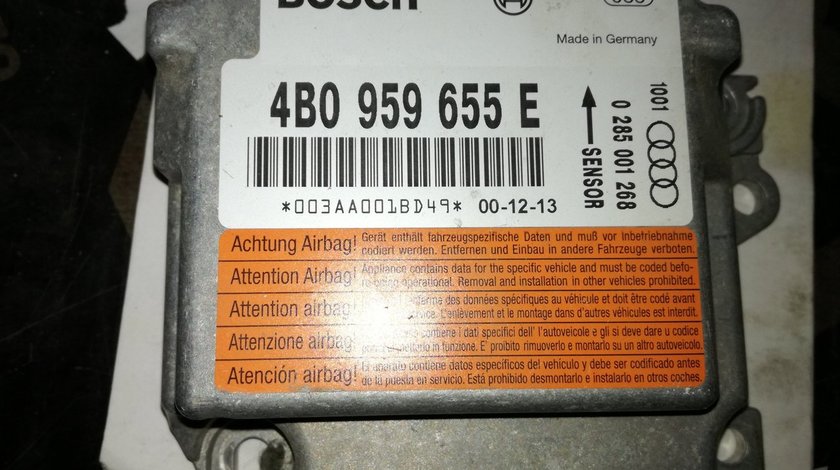 BOSCH
Made in Germany
4B0 959 655 E
*003AA001BD49* 00-12-13
SENSOR
0 285 001 268
1001
Achtung Airbag! Gerät enthält fahrzeugspezifische Daten und muß vor Inbetriebnahme
codiert werden. Entfernen und Einbau in andere Fahrzeuge verboten.
Attention Airbag! Appliance contains data for the specific vehicle and must be coded befo-
operational. Removal and installation in other vehicles prohibited.
Attention airbag! des données spécifiques au véhicule et doit être codé avant
L'enlèvement et le montage dans d'autres véhicules est interdit.
Attenzione airbag! contiene i dati specifici dell' l'autoveicole e gli si deve dare u codice
in funzione. E' proibito rimuoverlo e montarlo su un altro autoveicolo.
Atención airbag! El aparato contiene datos específicos del vehículo y debe ser codificado antes
de la puesta en servicio. Está prohibido desmontarlo e instalarlo en otros coches.